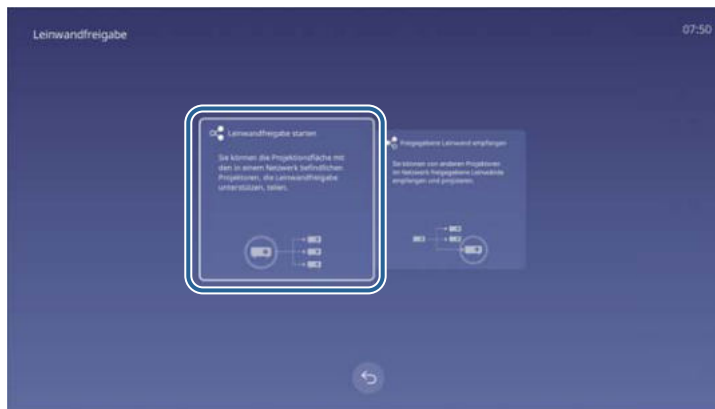 Leinwandfreigabe
07:50
Leinwandfreigabe starten
Sie können die Projektionsfläche mit
den in einem Netzwerk befindlichen
Projektoren, die Leinwandfreigabe
unterstützen, teilen.
Freigegebene Leinwand empfangen
Sie können von anderen Projektoren
im Netzwerk freigegebene Leinwände
empfangen und projizieren.